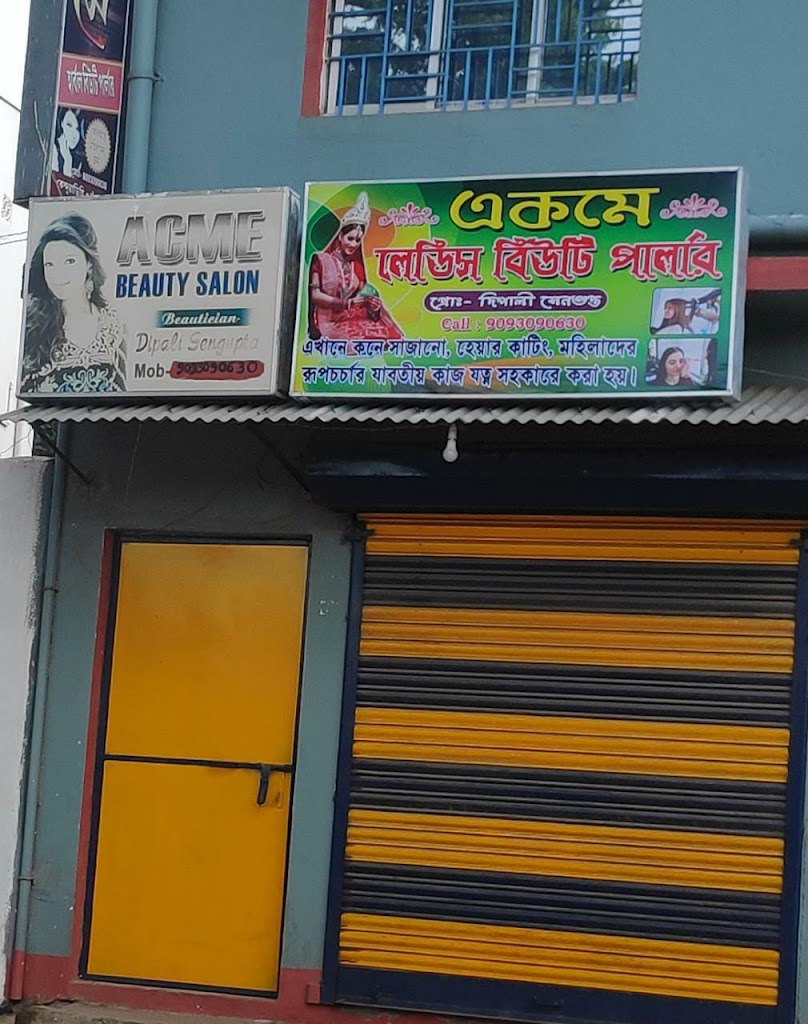 হার্বাল বিউটি পার্লার
ACME
BEAUTY SALON
Beautician-
Dipali Sengupta
Mob-9093090630
একমে
লেডিস বিউটি পার্লার
প্রোঃ- দিপালী সেনগুপ্ত
Call : 9093090630
এখানে কনে সাজানো, হেয়ার কাটিং, মহিলাদের
রূপচর্চার যাবতীয় কাজ যত্ন সহকারে করা হয়।